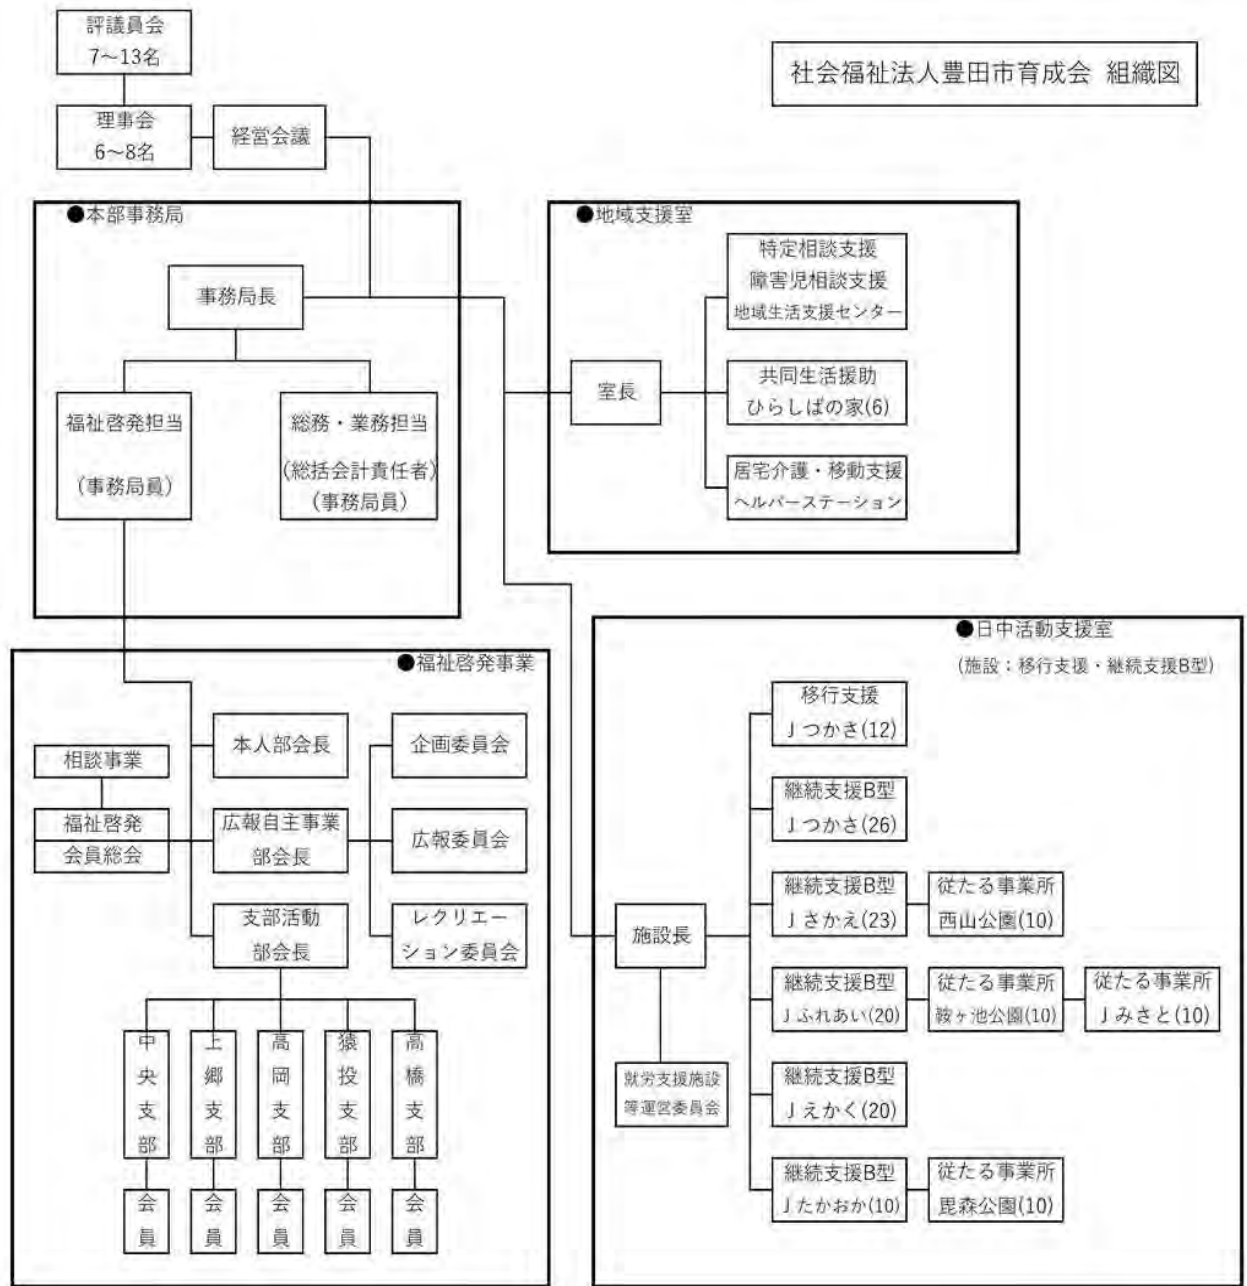 社会福祉法人豊田市育成会 組織図
評議員会
7～13名
理事会
6～8名
経営会議
●本部事務局
事務局長
福祉啓発担当
(事務局員)
総務・業務担当
(総括会計責任者)
(事務局員)
●地域支援室
室長
特定相談支援
障害児相談支援
地域生活支援センター
共同生活援助
ひらしばの家(6)
居宅介護・移動支援
ヘルパーステーション
●福祉啓発事業
相談事業
福祉啓発
会員総会
本人部会長
広報自主事業
部会長
支部活動
部会長
企画委員会
広報委員会
レクリエー
ション委員会
中央支部
上郷支部
高岡支部
猿投支部
高橋支部
会員
会員
会員
会員
会員
●日中活動支援室
(施設：移行支援・継続支援B型)
施設長
就労支援施設
等運営委員会
移行支援
Jつかさ(12)
継続支援B型
Jつかさ(26)
継続支援B型
Jさかえ(23)
従たる事業所
西山公園(10)
継続支援B型
Jふれあい(20)
従たる事業所
鞍ヶ池公園(10)
従たる事業所
Jみさと(10)
継続支援B型
Jえかく(20)
継続支援B型
Jたかおか(10)
従たる事業所
毘森公園(10)